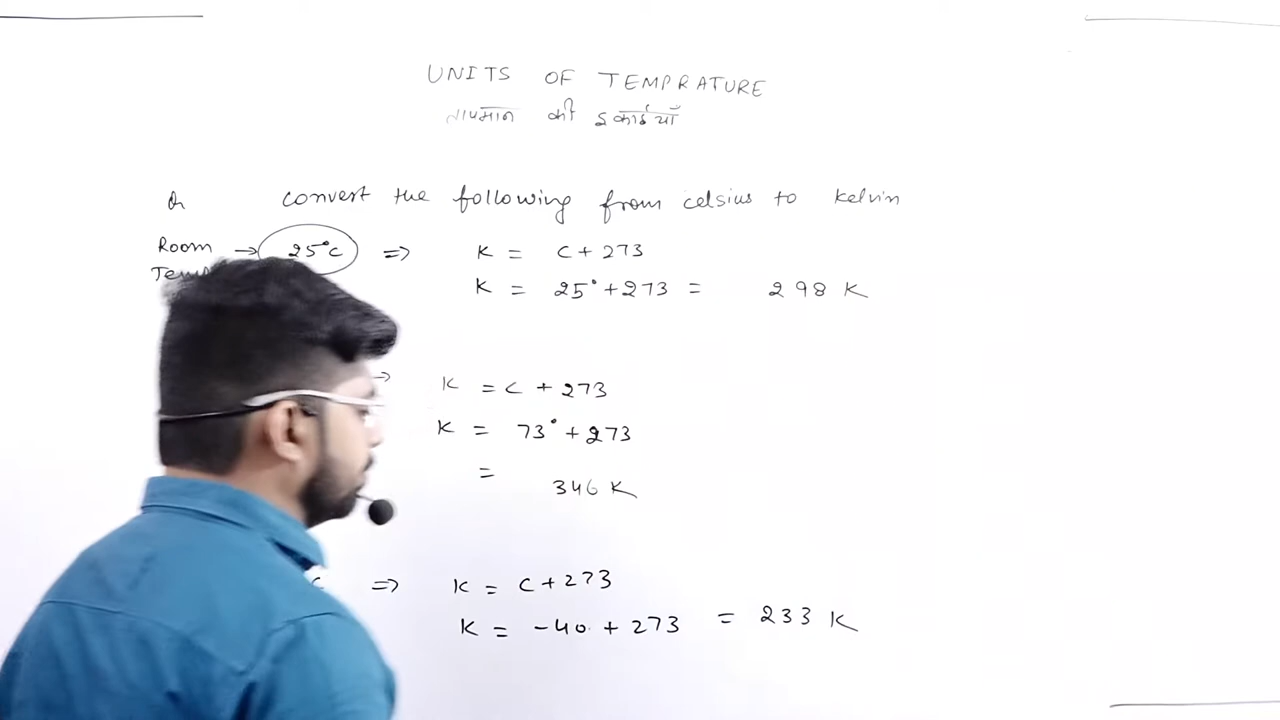 UNITS OF TEMPRATURE
तापमान की इकाईयाँ
convert the following from celsius to kelvin
Room → 25°C ⇒ K = C + 273
Temp K = 25° + 273 = 298 K
→ K = C + 273
K = 73° + 273
= 346 K
C ⇒ K = C + 273
K = -40 + 273 = 233 K